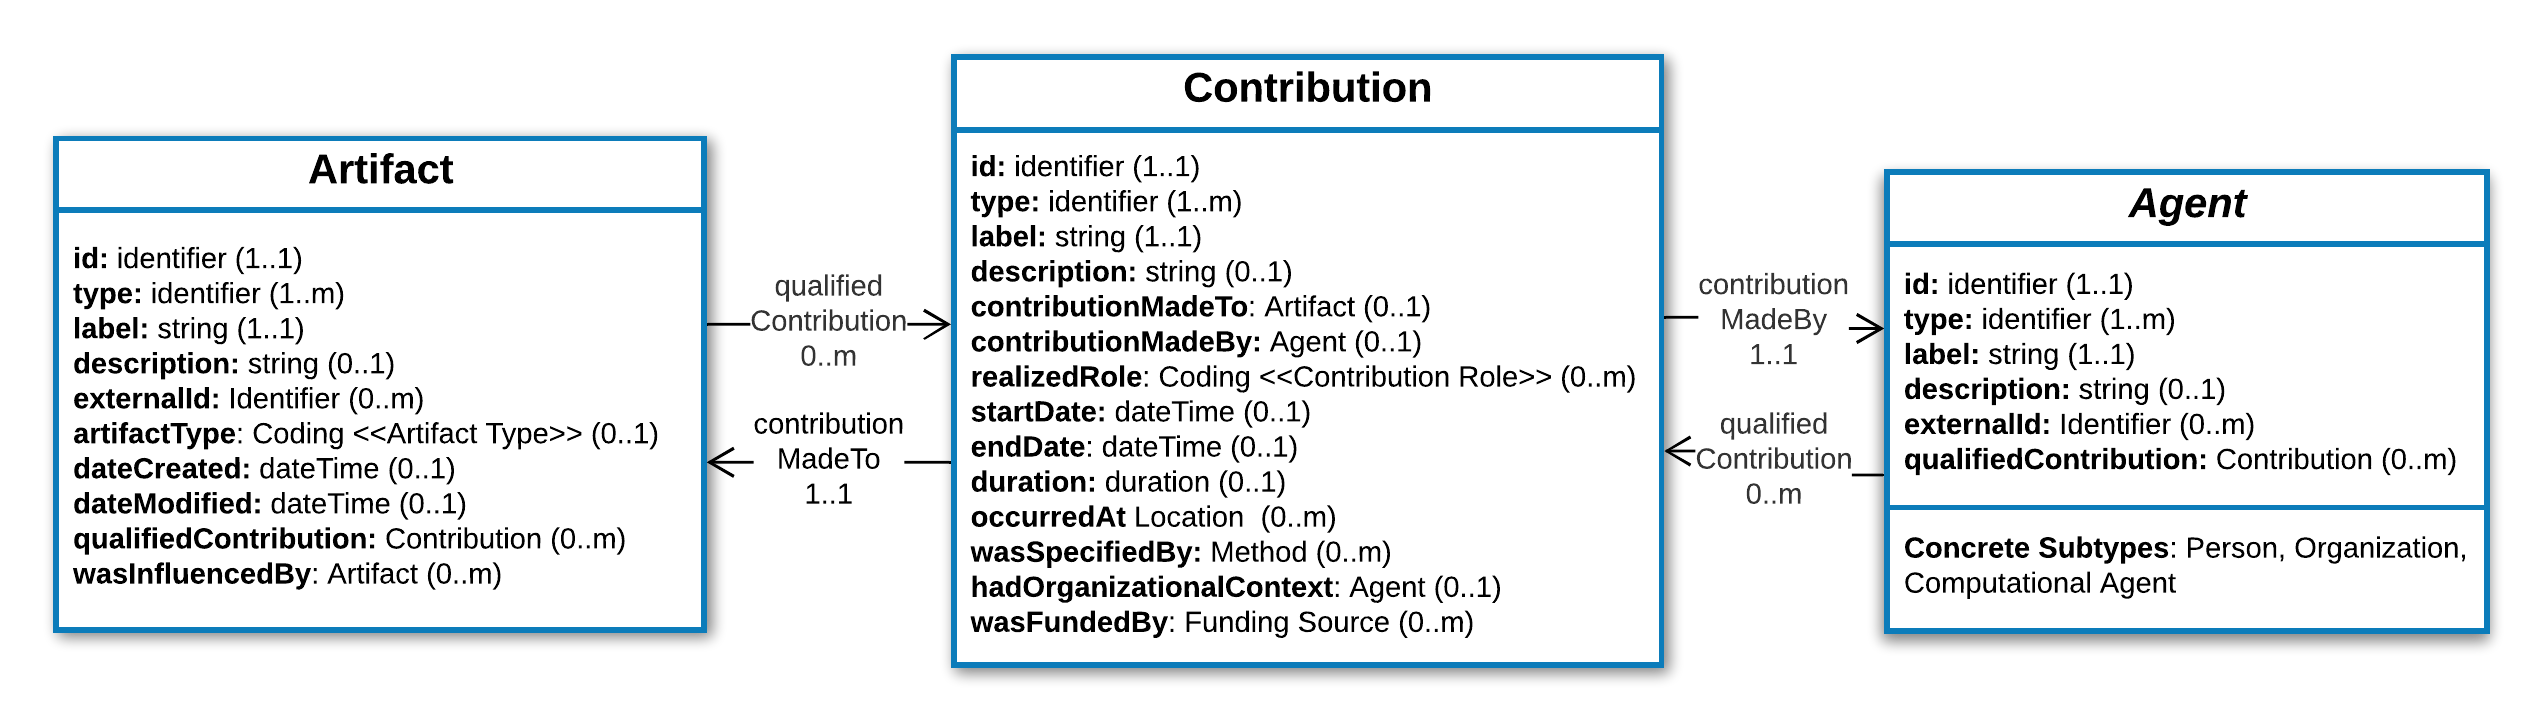 Artifact
id: identifier (1..1)
type: identifier (1..m)
label: string (1..1)
description: string (0..1)
externalId: Identifier (0..m)
artifactType: Coding <<Artifact Type>> (0..1)
dateCreated: dateTime (0..1)
dateModified: dateTime (0..1)
qualifiedContribution: Contribution (0..m)
wasInfluencedBy: Artifact (0..m)
qualified
Contribution
0..m
contribution
MadeTo
1..1
Contribution
id: identifier (1..1)
type: identifier (1..m)
label: string (1..1)
description: string (0..1)
contributionMadeTo: Artifact (0..1)
contributionMadeBy: Agent (0..1)
realizedRole: Coding <<Contribution Role>> (0..m)
startDate: dateTime (0..1)
endDate: dateTime (0..1)
duration: duration (0..1)
occurredAt Location  (0..m)
wasSpecifiedBy: Method (0..m)
hadOrganizationalContext: Agent (0..1)
wasFundedBy: Funding Source (0..m)
contribution
MadeBy
1..1
qualified
Contribution
0..m
Agent
id: identifier (1..1)
type: identifier (1..m)
label: string (1..1)
description: string (0..1)
externalId: Identifier (0..m)
qualifiedContribution: Contribution (0..m)
Concrete Subtypes: Person, Organization,
Computational Agent